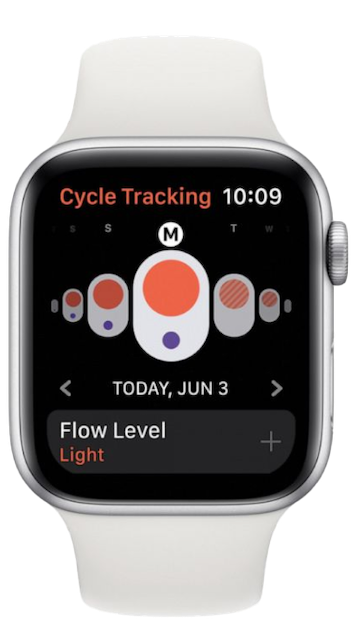 Cycle Tracking 10:09
S S M T W
TODAY, JUN 3
Flow Level
Light